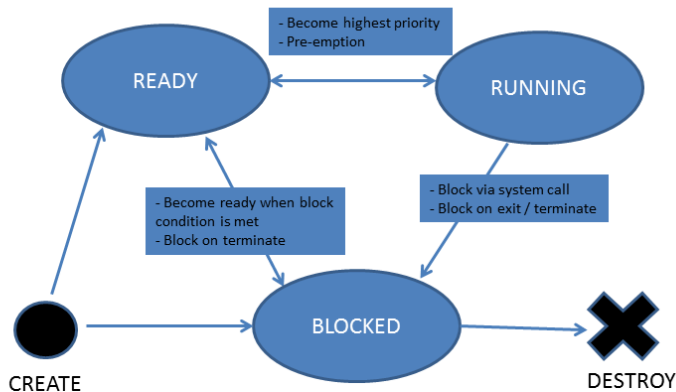 - Become highest priority
- Pre-emption
READY
RUNNING
- Become ready when block
condition is met
- Block on terminate
- Block via system call
- Block on exit / terminate
BLOCKED
CREATE
DESTROY